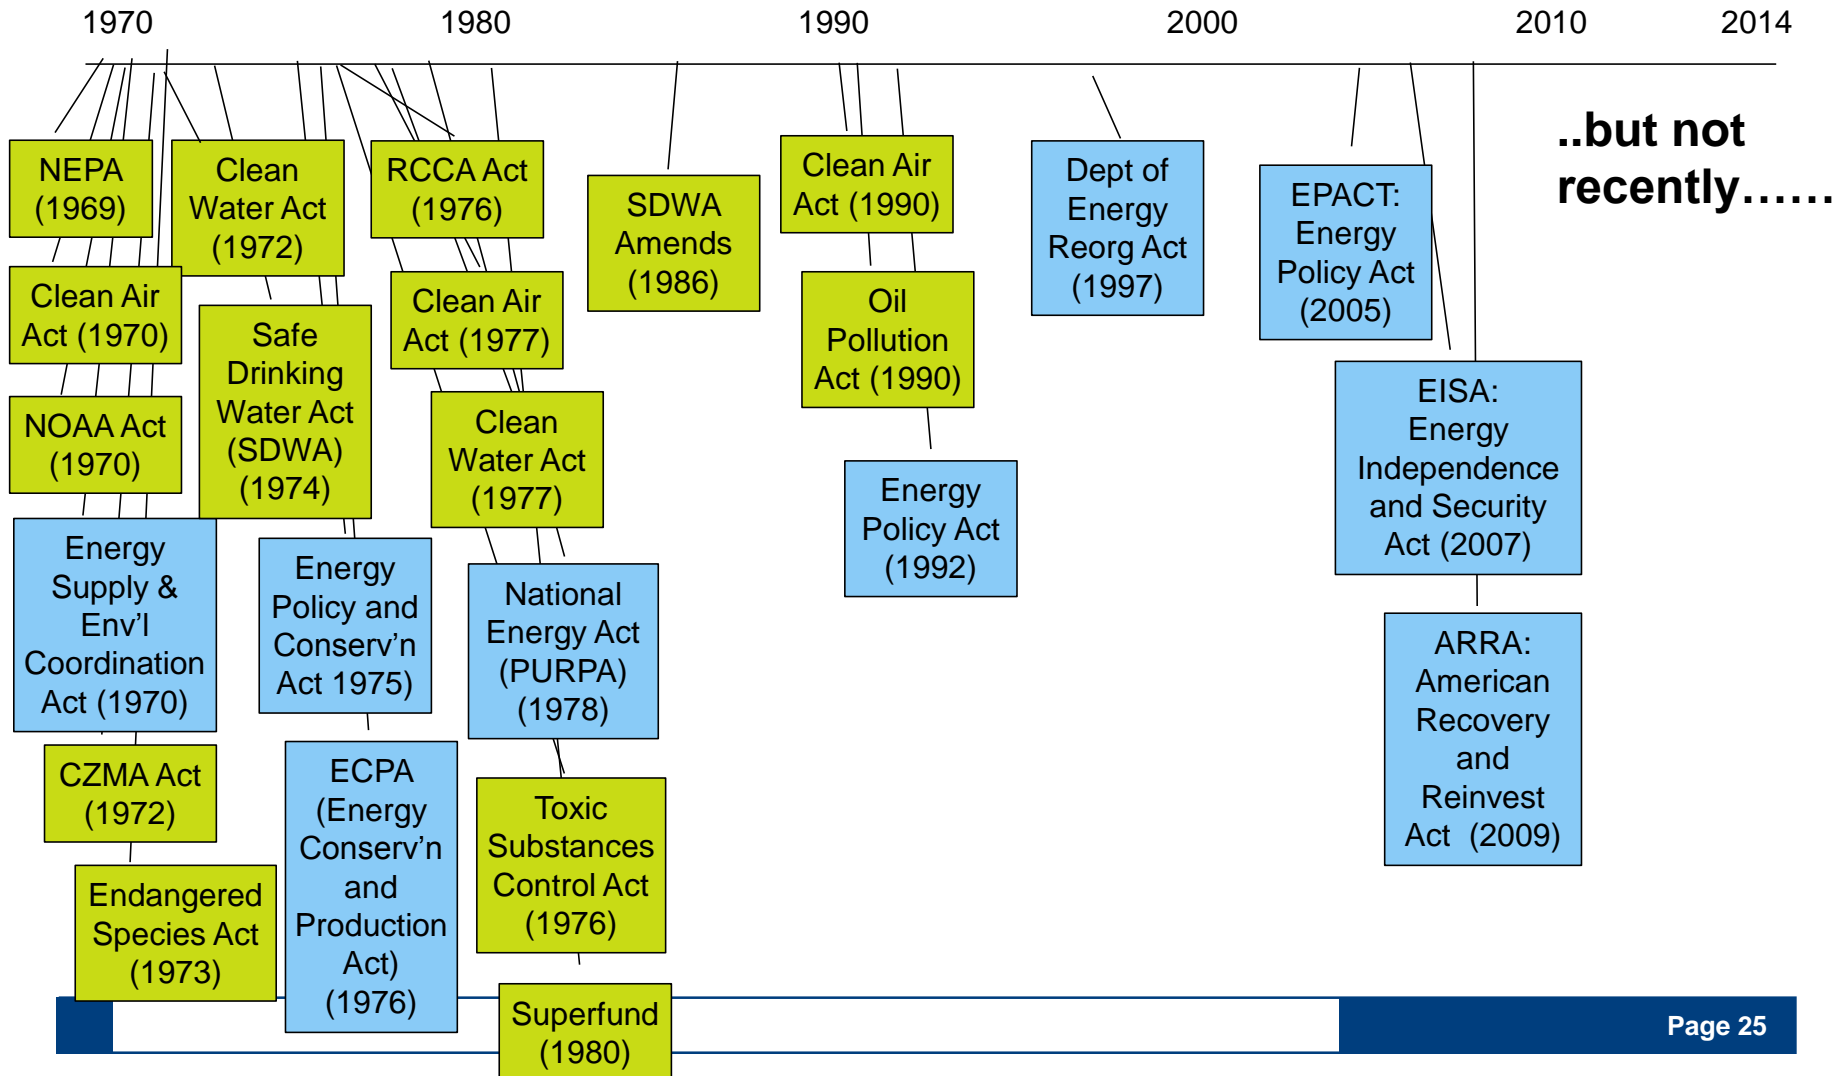 1970 1980 1990 2000 2010 2014
..but not
recently......
NEPA
(1969)
Clean Air
Act (1970)
NOAA Act
(1970)
Energy
Supply &
Env'l
Coordination
Act (1970)
CZMA Act
(1972)
Endangered
Species Act
(1973)
Clean
Water Act
(1972)
Safe
Drinking
Water Act
(SDWA)
(1974)
Energy
Policy and
Conserv'n
Act 1975)
ECPA
(Energy
Conserv'n
and
Production
Act)
(1976)
RCCA Act
(1976)
Clean Air
Act (1977)
Clean
Water Act
(1977)
National
Energy Act
(PURPA)
(1978)
Toxic
Substances
Control Act
(1976)
Superfund
(1980)
SDWA
Amends
(1986)
Clean Air
Act (1990)
Oil
Pollution
Act (1990)
Energy
Policy Act
(1992)
Dept of
Energy
Reorg Act
(1997)
EPACT:
Energy
Policy Act
(2005)
EISA:
Energy
Independence
and Security
Act (2007)
ARRA:
American
Recovery
and
Reinvest
Act (2009)
Page 25